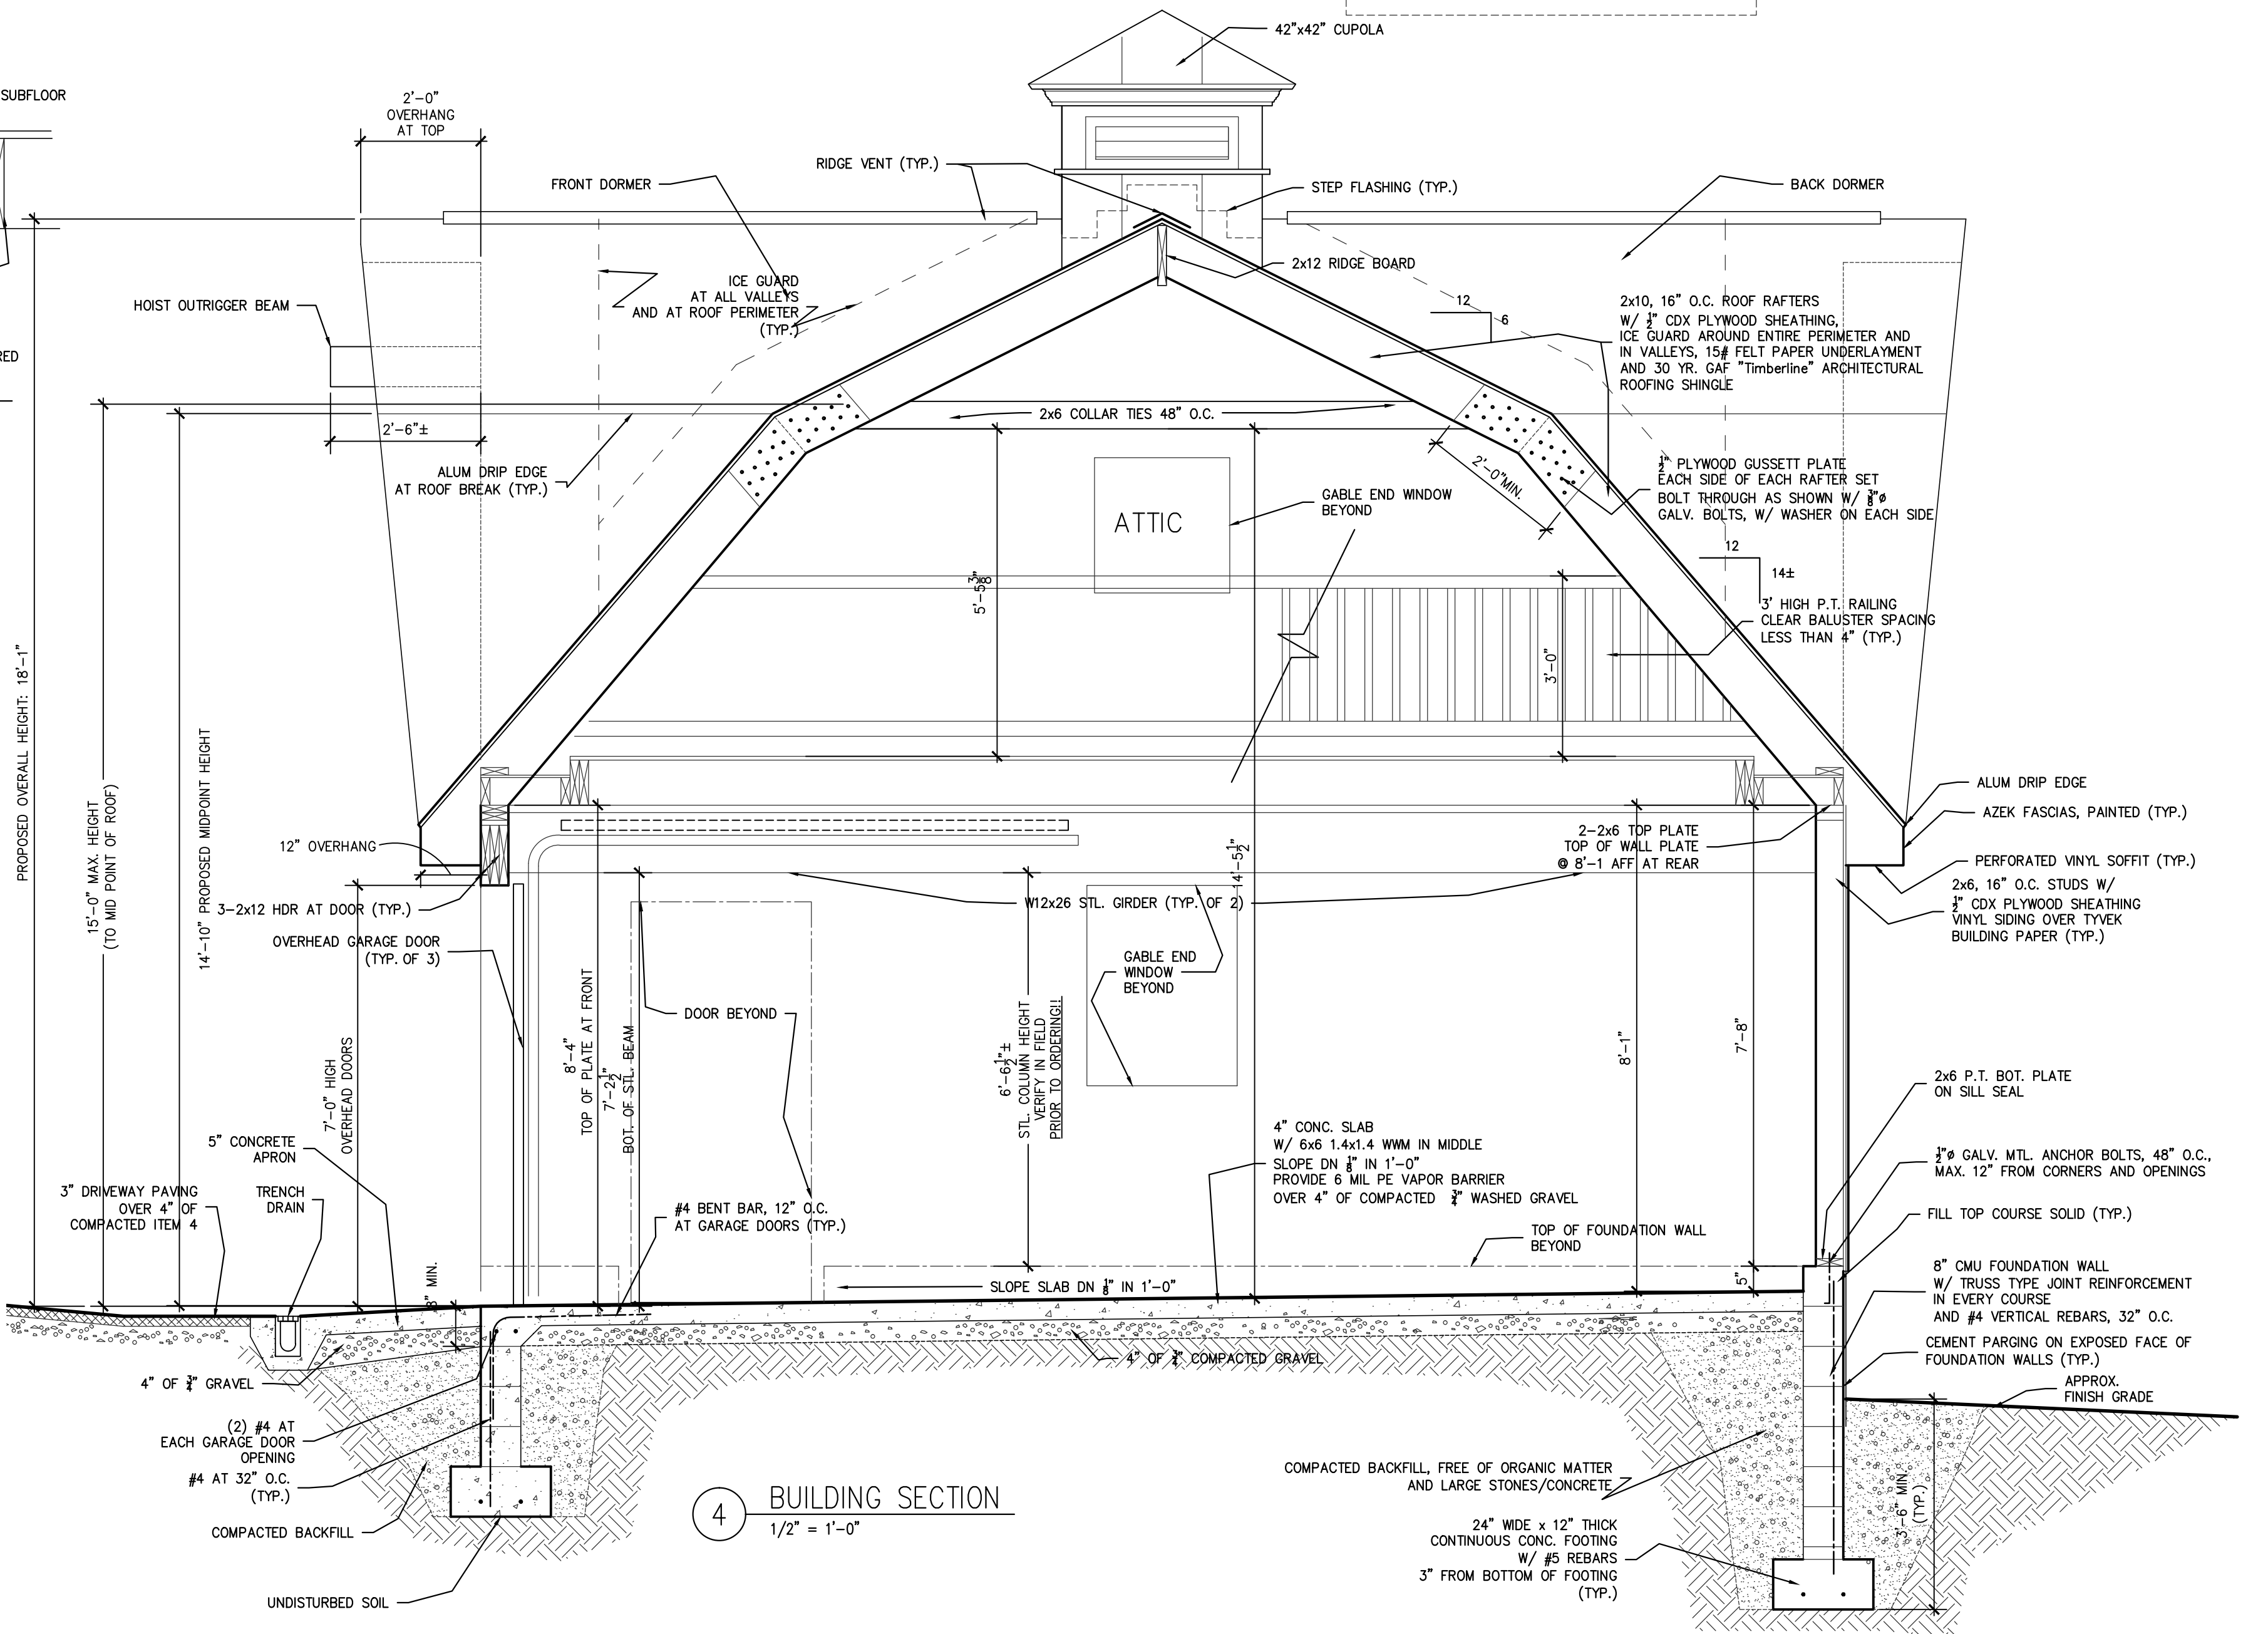 42"x42" CUPOLA
SUBFLOOR
2'-0"
OVERHANG
AT TOP
RIDGE VENT (TYP.)
FRONT DORMER
STEP FLASHING (TYP.)
BACK DORMER
2x12 RIDGE BOARD
HOIST OUTRIGGER BEAM
ICE GUARD
AT ALL VALLEYS
AND AT ROOF PERIMETER
(TYP.)
12
6
2x10, 16" O.C. ROOF RAFTERS
W/ ½" CDX PLYWOOD SHEATHING,
ICE GUARD AROUND ENTIRE PERIMETER AND
IN VALLEYS, 15# FELT PAPER UNDERLAYMENT
AND 30 YR. GAF "Timberline" ARCHITECTURAL
ROOFING SHINGLE
RED
2'-6"±
2x6 COLLAR TIES 48" O.C.
ALUM DRIP EDGE
AT ROOF BREAK (TYP.)
2'-0"MIN.
½" PLYWOOD GUSSETT PLATE
EACH SIDE OF EACH RAFTER SET
BOLT THROUGH AS SHOWN W/ ⅜"ø
GALV. BOLTS, W/ WASHER ON EACH SIDE
GABLE END WINDOW
BEYOND
ATTIC
12
14±
5'-5⅜"
3'-0"
3' HIGH P.T. RAILING
CLEAR BALUSTER SPACING
LESS THAN 4" (TYP.)
PROPOSED OVERALL HEIGHT: 18'-1"
15'-0" MAX. HEIGHT
(TO MID POINT OF ROOF)
14'-10" PROPOSED MIDPOINT HEIGHT
ALUM DRIP EDGE
AZEK FASCIAS, PAINTED (TYP.)
12" OVERHANG
2-2x6 TOP PLATE
TOP OF WALL PLATE
@ 8'-1 AFF AT REAR
14'-5½"
PERFORATED VINYL SOFFIT (TYP.)
2x6, 16" O.C. STUDS W/
½" CDX PLYWOOD SHEATHING
VINYL SIDING OVER TYVEK
BUILDING PAPER (TYP.)
3-2x12 HDR AT DOOR (TYP.)
W12x26 STL. GIRDER (TYP. OF 2)
OVERHEAD GARAGE DOOR
(TYP. OF 3)
GABLE END
WINDOW
BEYOND
DOOR BEYOND
8'-4"
TOP OF PLATE AT FRONT
7'-2½"
BOT. OF STL. BEAM
6'-6½"±
STL. COLUMN HEIGHT
VERIFY IN FIELD
PRIOR TO ORDERING!!
8'-1"
7'-8"
7'-0" HIGH
OVERHEAD DOORS
2x6 P.T. BOT. PLATE
ON SILL SEAL
5" CONCRETE
APRON
4" CONC. SLAB
W/ 6x6 1.4x1.4 WWM IN MIDDLE
SLOPE DN ⅛" IN 1'-0"
PROVIDE 6 MIL PE VAPOR BARRIER
OVER 4" OF COMPACTED ¾" WASHED GRAVEL
½"ø GALV. MTL. ANCHOR BOLTS, 48" O.C.,
MAX. 12" FROM CORNERS AND OPENINGS
3" DRIVEWAY PAVING
OVER 4" OF
COMPACTED ITEM 4
TRENCH
DRAIN
#4 BENT BAR, 12" O.C.
AT GARAGE DOORS (TYP.)
FILL TOP COURSE SOLID (TYP.)
TOP OF FOUNDATION WALL
BEYOND
8" MIN.
SLOPE SLAB DN ⅛" IN 1'-0"
5"
8" CMU FOUNDATION WALL
W/ TRUSS TYPE JOINT REINFORCEMENT
IN EVERY COURSE
AND #4 VERTICAL REBARS, 32" O.C.
4" OF ¾" COMPACTED GRAVEL
CEMENT PARGING ON EXPOSED FACE OF
FOUNDATION WALLS (TYP.)
4" OF ¾" GRAVEL
APPROX.
FINISH GRADE
(2) #4 AT
EACH GARAGE DOOR
OPENING
#4 AT 32" O.C.
(TYP.)
COMPACTED BACKFILL, FREE OF ORGANIC MATTER
AND LARGE STONES/CONCRETE
3'-6" MIN.
(TYP.)
4
BUILDING SECTION
1/2" = 1'-0"
COMPACTED BACKFILL
24" WIDE x 12" THICK
CONTINUOUS CONC. FOOTING
W/ #5 REBARS
3" FROM BOTTOM OF FOOTING
(TYP.)
UNDISTURBED SOIL